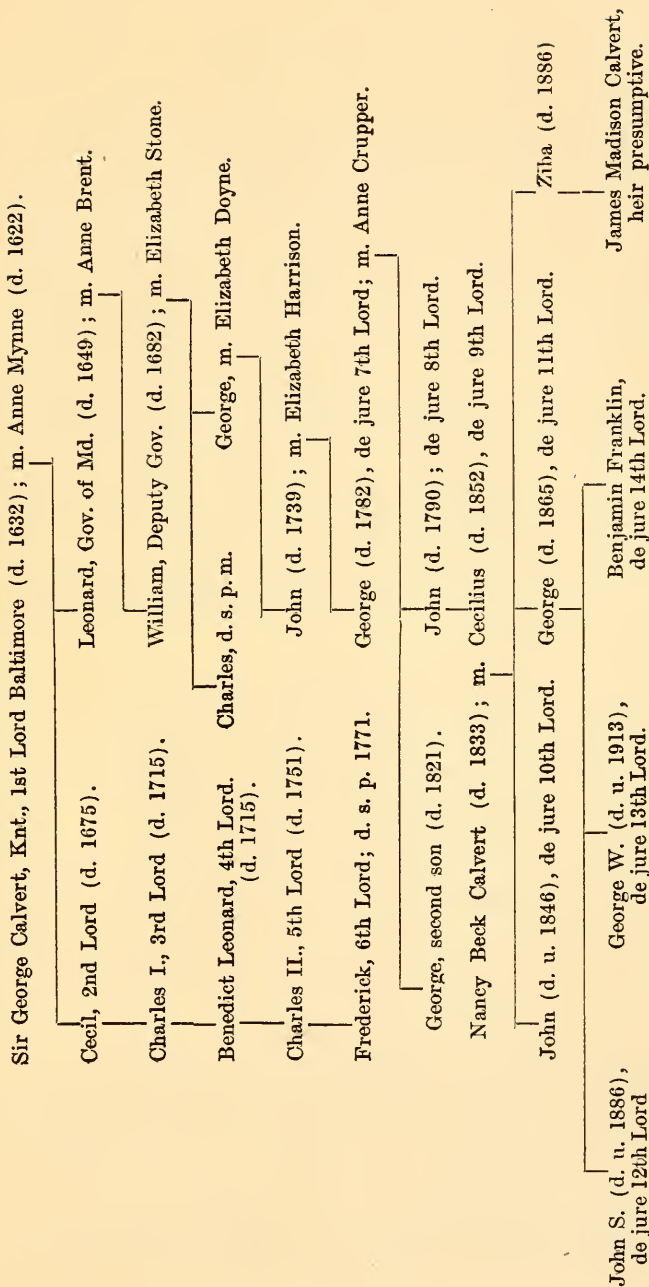 Sir George Calvert, Knt., 1st Lord Baltimore (d. 1632); m. Anne Mynne (d. 1622).
Cecil, 2nd Lord (d. 1675).
Leonard, Gov. of Md. (d. 1649); m. Anne Brent.
Charles I., 3rd Lord (d. 1715).
William, Deputy Gov. (d. 1682); m. Elizabeth Stone.
Benedict Leonard, 4th Lord.
(d. 1715).
Charles, d. s. p. m.
George, m. Elizabeth Doyne.
Charles II., 5th Lord (d. 1751).
John (d. 1739); m. Elizabeth Harrison.
Frederick, 6th Lord; d. s. p. 1771.
George (d. 1782), de jure 7th Lord; m. Anne Crupper.
George, second son (d. 1821).
John (d. 1790); de jure 8th Lord.
Nancy Beck Calvert (d. 1833); m. Cecilius (d. 1852), de jure 9th Lord.
John (d. u. 1846), de jure 10th Lord.
George (d. 1865), de jure 11th Lord.
Ziba (d. 1886)
John S. (d. u. 1886),
de jure 12th Lord
George W. (d. u. 1913),
de jure 13th Lord.
Benjamin Franklin,
de jure 14th Lord.
James Madison Calvert,
heir presumptive.